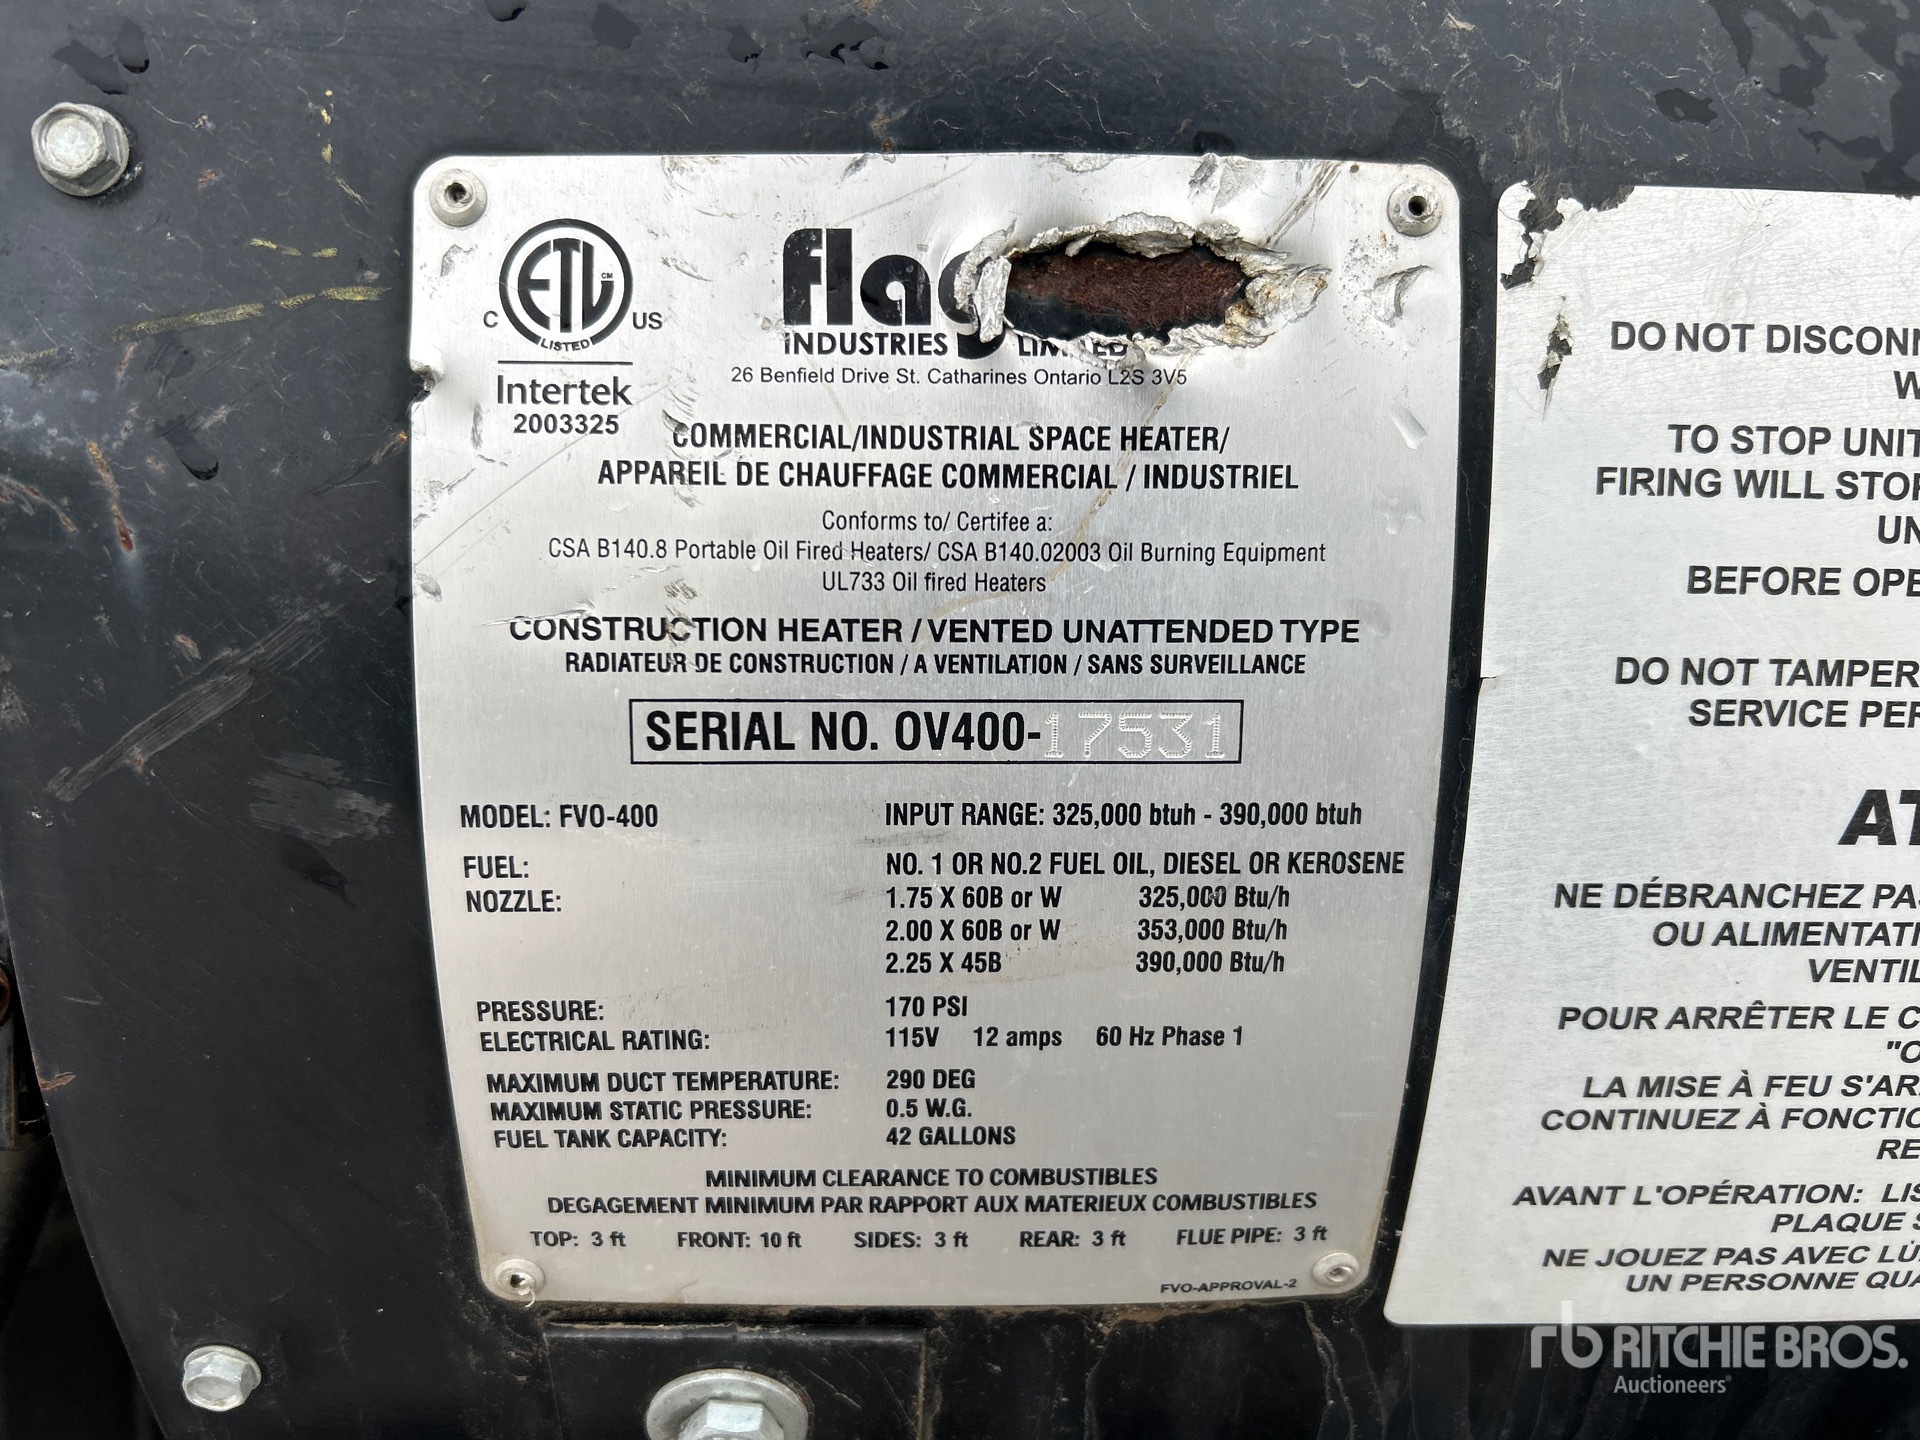 ETL CM
LISTED
C US
Intertek
2003325
INDUSTRIES
26 Benfield Drive St. Catharines Ontario L2S 3V5
COMMERCIAL/INDUSTRIAL SPACE HEATER/
APPAREIL DE CHAUFFAGE COMMERCIAL / INDUSTRIEL
Conforms to/ Certifee a:
CSA B140.8 Portable Oil Fired Heaters/ CSA B140.02003 Oil Burning Equipment
UL733 Oil fired Heaters
CONSTRUCTION HEATER / VENTED UNATTENDED TYPE
RADIATEUR DE CONSTRUCTION / A VENTILATION / SANS SURVEILLANCE
SERIAL NO. OV400-17531
MODEL: FVO-400 INPUT RANGE: 325,000 btuh - 390,000 btuh
FUEL: NO. 1 OR NO.2 FUEL OIL, DIESEL OR KEROSENE
NOZZLE: 1.75 X 60B or W 325,000 Btu/h
2.00 X 60B or W 353,000 Btu/h
2.25 X 45B 390,000 Btu/h
PRESSURE: 170 PSI
ELECTRICAL RATING: 115V 12 amps 60 Hz Phase 1
MAXIMUM DUCT TEMPERATURE: 290 DEG
MAXIMUM STATIC PRESSURE: 0.5 W.G.
FUEL TANK CAPACITY: 42 GALLONS
MINIMUM CLEARANCE TO COMBUSTIBLES
DEGAGEMENT MINIMUM PAR RAPPORT AUX MATERIEUX COMBUSTIBLES
TOP: 3 ft FRONT: 10 ft SIDES: 3 ft REAR: 3 ft FLUE PIPE: 3 ft
FVO-APPROVAL-2
DO NOT DISCONN
W
TO STOP UNIT
FIRING WILL STOP
UN
BEFORE OPE
DO NOT TAMPER
SERVICE PER
AT
NE DÉBRANCHEZ PAS
OU ALIMENTATI
VENTIL
POUR ARRÊTER LE C
"O
LA MISE À FEU S'AR
CONTINUEZ À FONCTIO
RE
AVANT L'OPÉRATION: LIS
PLAQUE S
NE JOUEZ PAS AVEC
UN PERSONNE QUA
rb RITCHIE BROS.
Auctioneers